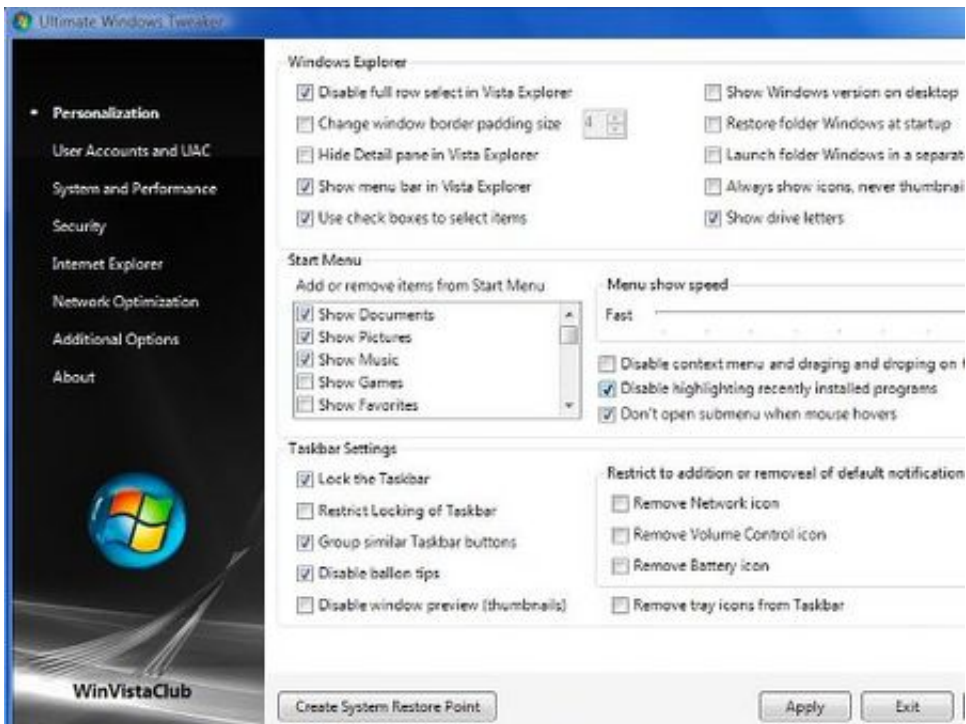 Ultimate Windows Tweaker
Personalization
User Accounts and UAC
System and Performance
Security
Internet Explorer
Network Optimization
Additional Options
About
WinVistaClub
Windows Explorer
Disable full row select in Vista Explorer
Change window border padding size 4
Hide Detail pane in Vista Explorer
Show menu bar in Vista Explorer
Use check boxes to select items
Show Windows version on desktop
Restore folder Windows at startup
Launch folder Windows in a separat
Always show icons, never thumbnai
Show drive letters
Start Menu
Add or remove items from Start Menu
Show Documents
Show Pictures
Show Music
Show Games
Show Favorites
Menu show speed
Fast
Disable context menu and draging and droping on
Disable highlighting recently installed programs
Don't open submenu when mouse hovers
Taskbar Settings
Lock the Taskbar
Restrict Locking of Taskbar
Group similar Taskbar buttons
Disable ballon tips
Disable window preview (thumbnails)
Restrict to addition or removeal of default notification
Remove Network icon
Remove Volume Control icon
Remove Battery icon
Remove tray icons from Taskbar
Create System Restore Point
Apply
Exit